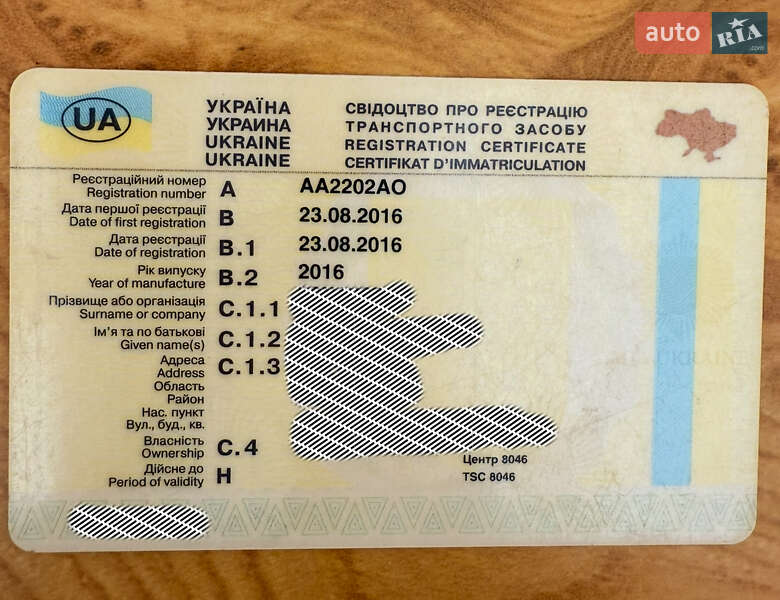 auto RIA .com
UA
УКРАЇНА СВІДОЦТВО ПРО РЕЄСТРАЦІЮ
УКРАИНА ТРАНСПОРТНОГО ЗАСОБУ
UKRAINE REGISTRATION CERTIFICATE
UKRAINE CERTIFIKAT D'IMMATRICULATION
Реєстраційний номер
Registration number A AA2202AO
Дата першої реєстрації
Date of first registration B 23.08.2016
Дата реєстрації
Date of registration B.1 23.08.2016
Рік випуску
Year of manufacture B.2 2016
Прізвище або організація
Surname or company C.1.1
Ім'я та по батькові
Given name(s) C.1.2
Адреса
Address C.1.3
Область
Район
Нас. пункт
Вул., буд., кв.
Власність
Ownership C.4
Центр 8046
Дійсне до
Period of validity H
TSC 8046